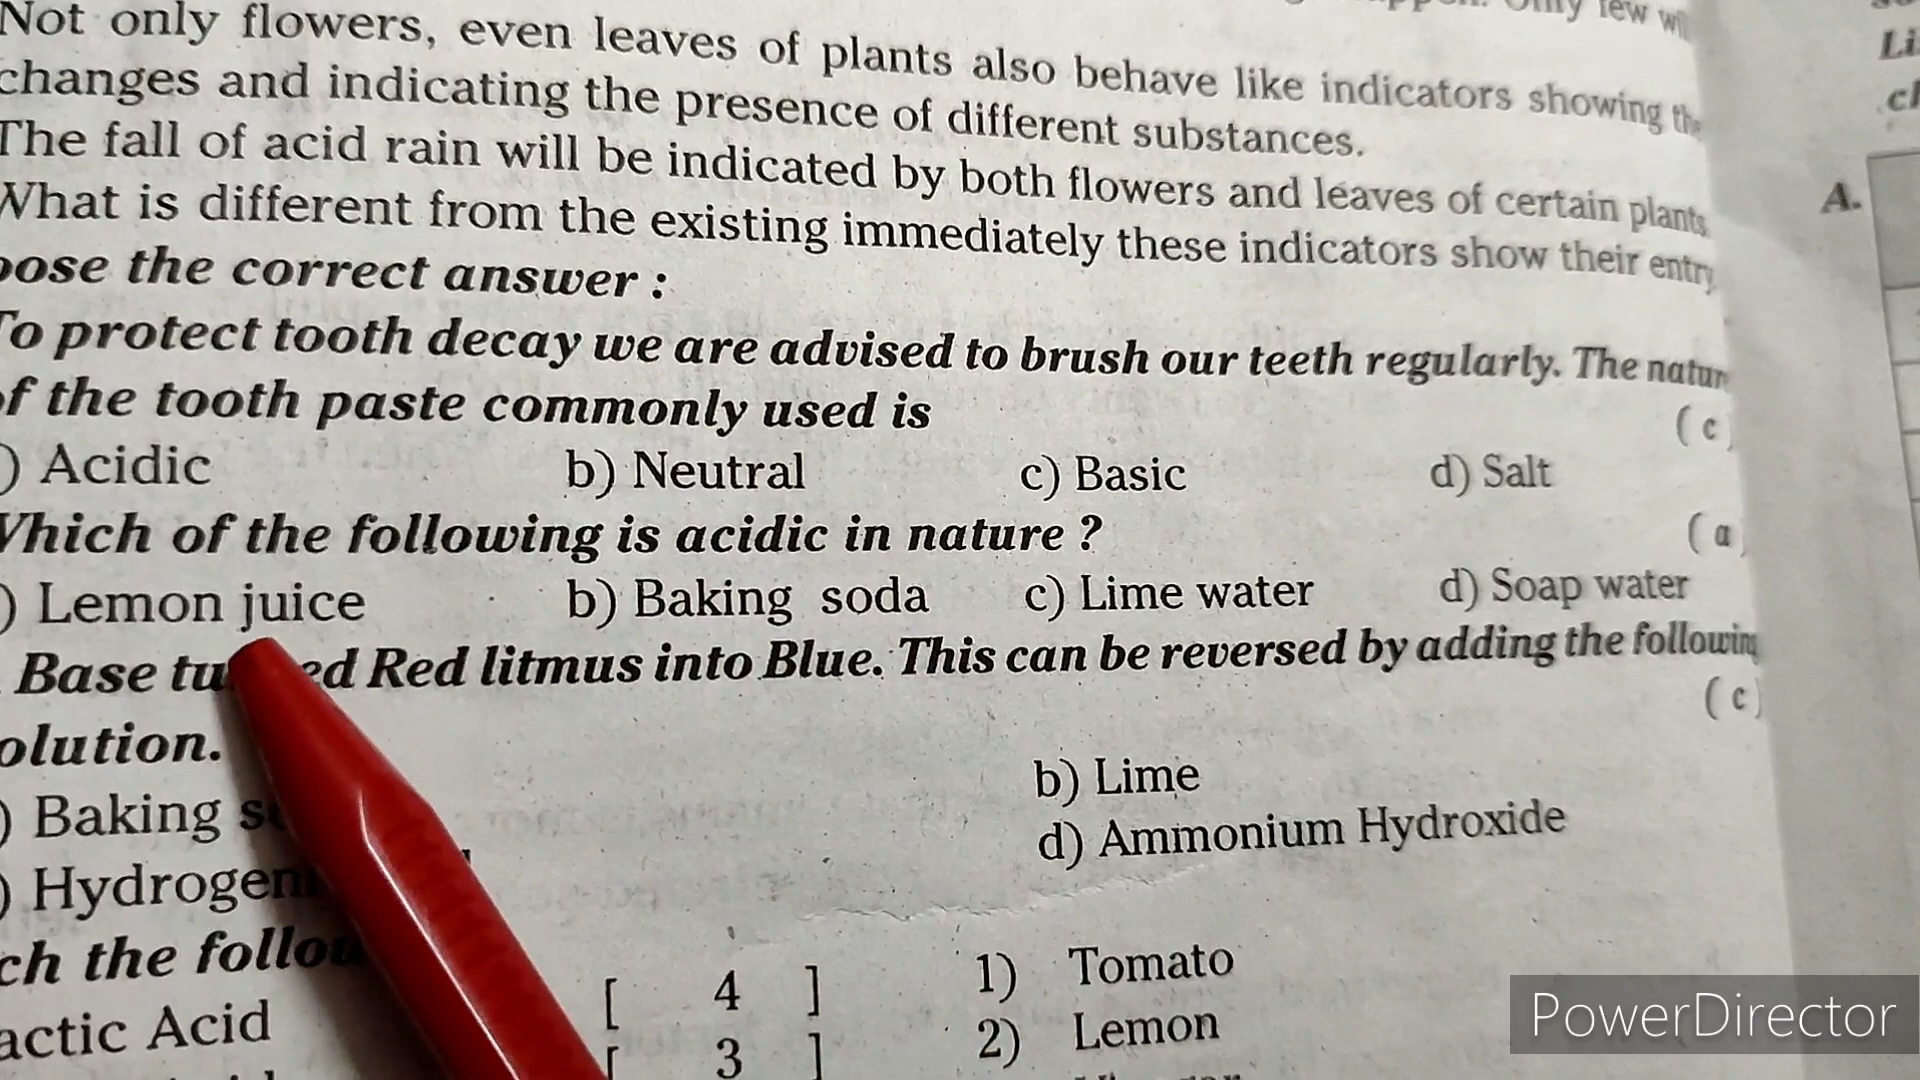 Not only flowers, even leaves of plants also behave like indicators showing
changes and indicating the presence of different substances.
The fall of acid rain will be indicated by both flowers and leaves of certain plants
What is different from the existing immediately these indicators show their entry
oose the correct answer :
To protect tooth decay we are advised to brush our teeth regularly. The natur
of the tooth paste commonly used is ( c
) Acidic b) Neutral c) Basic d) Salt
Which of the following is acidic in nature ? ( a
) Lemon juice b) Baking soda c) Lime water d) Soap water
Base tu ed Red litmus into Blue. This can be reversed by adding the followin
olution. ( c )
) Baking s b) Lime
) Hydrogen d) Ammonium Hydroxide
ch the follo
actic Acid [ 4 ] 1) Tomato
[ 3 ] 2) Lemon
Li
A.
PowerDirector